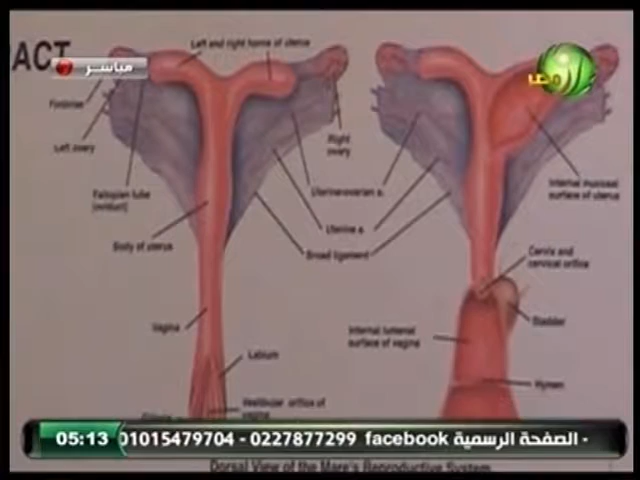 ACT
مباشر
مصر
Left and right horns of uterus
Fimbriae
Left ovary
Right ovary
Fallopian tube (oviduct)
Uteroovarian a.
Internal mucosal surface of uterus
Uterine a.
Body of uterus
Broad ligament
Cervix and cervical orifice
Vagina
Bladder
Internal luminal surface of vagina
Labium
Hymen
Vestibular orifice of vagina
05:13
01015479704 - 0227877299 facebook الصفحة الرسمية -
Dorsal View of the Mare's Reproductive System